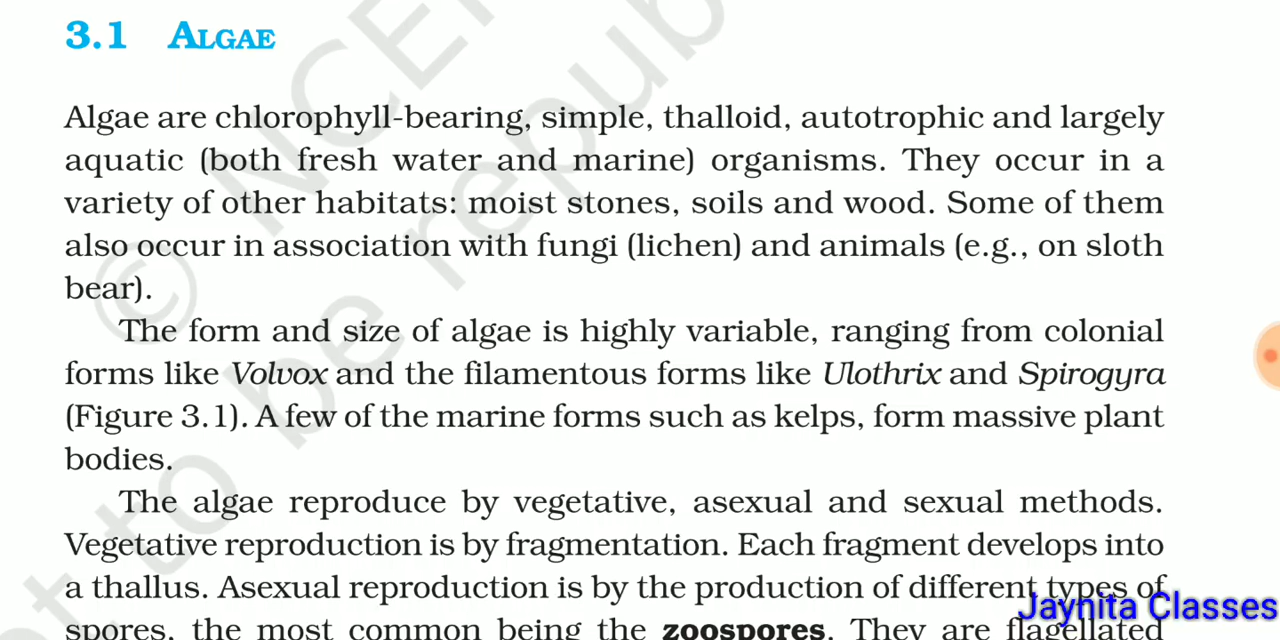 3.1 ALGAE
Algae are chlorophyll-bearing, simple, thalloid, autotrophic and largely
aquatic (both fresh water and marine) organisms. They occur in a
variety of other habitats: moist stones, soils and wood. Some of them
also occur in association with fungi (lichen) and animals (e.g., on sloth
bear).
The form and size of algae is highly variable, ranging from colonial
forms like Volvox and the filamentous forms like Ulothrix and Spirogyra
(Figure 3.1). A few of the marine forms such as kelps, form massive plant
bodies.
The algae reproduce by vegetative, asexual and sexual methods.
Vegetative reproduction is by fragmentation. Each fragment develops into
a thallus. Asexual reproduction is by the production of different types of
spores, the most common being the zoospores. They are flagellated
Jaynita Classes
© NCE
be repub